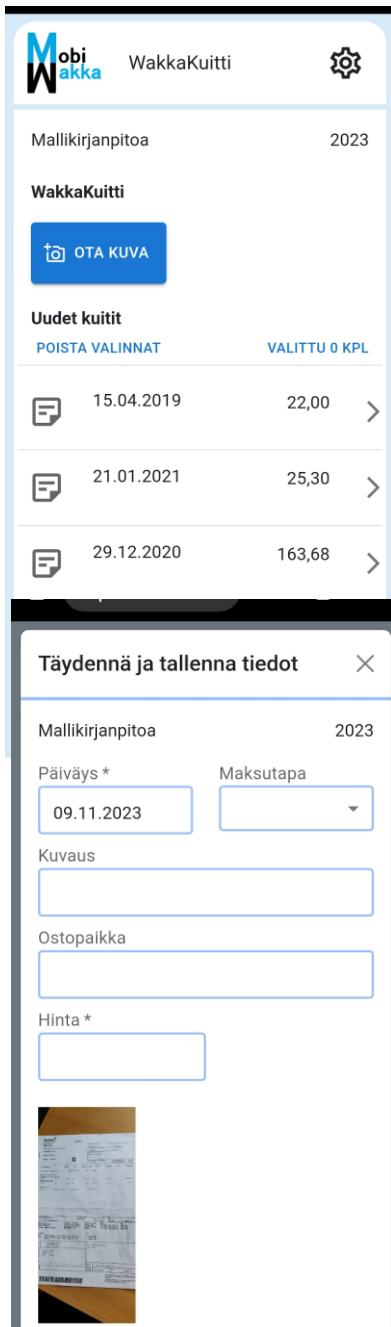 Mobi
Wakka
WakkaKuitti
Mallikirjanpitoa 2023
WakkaKuitti
OTA KUVA
Uudet kuitit
POISTA VALINNAT VALITTU 0 KPL
15.04.2019 22,00
21.01.2021 25,30
29.12.2020 163,68
Täydennä ja tallenna tiedot
Mallikirjanpitoa 2023
Päiväys * Maksutapa
09.11.2023
Kuvaus
Ostopaikka
Hinta *